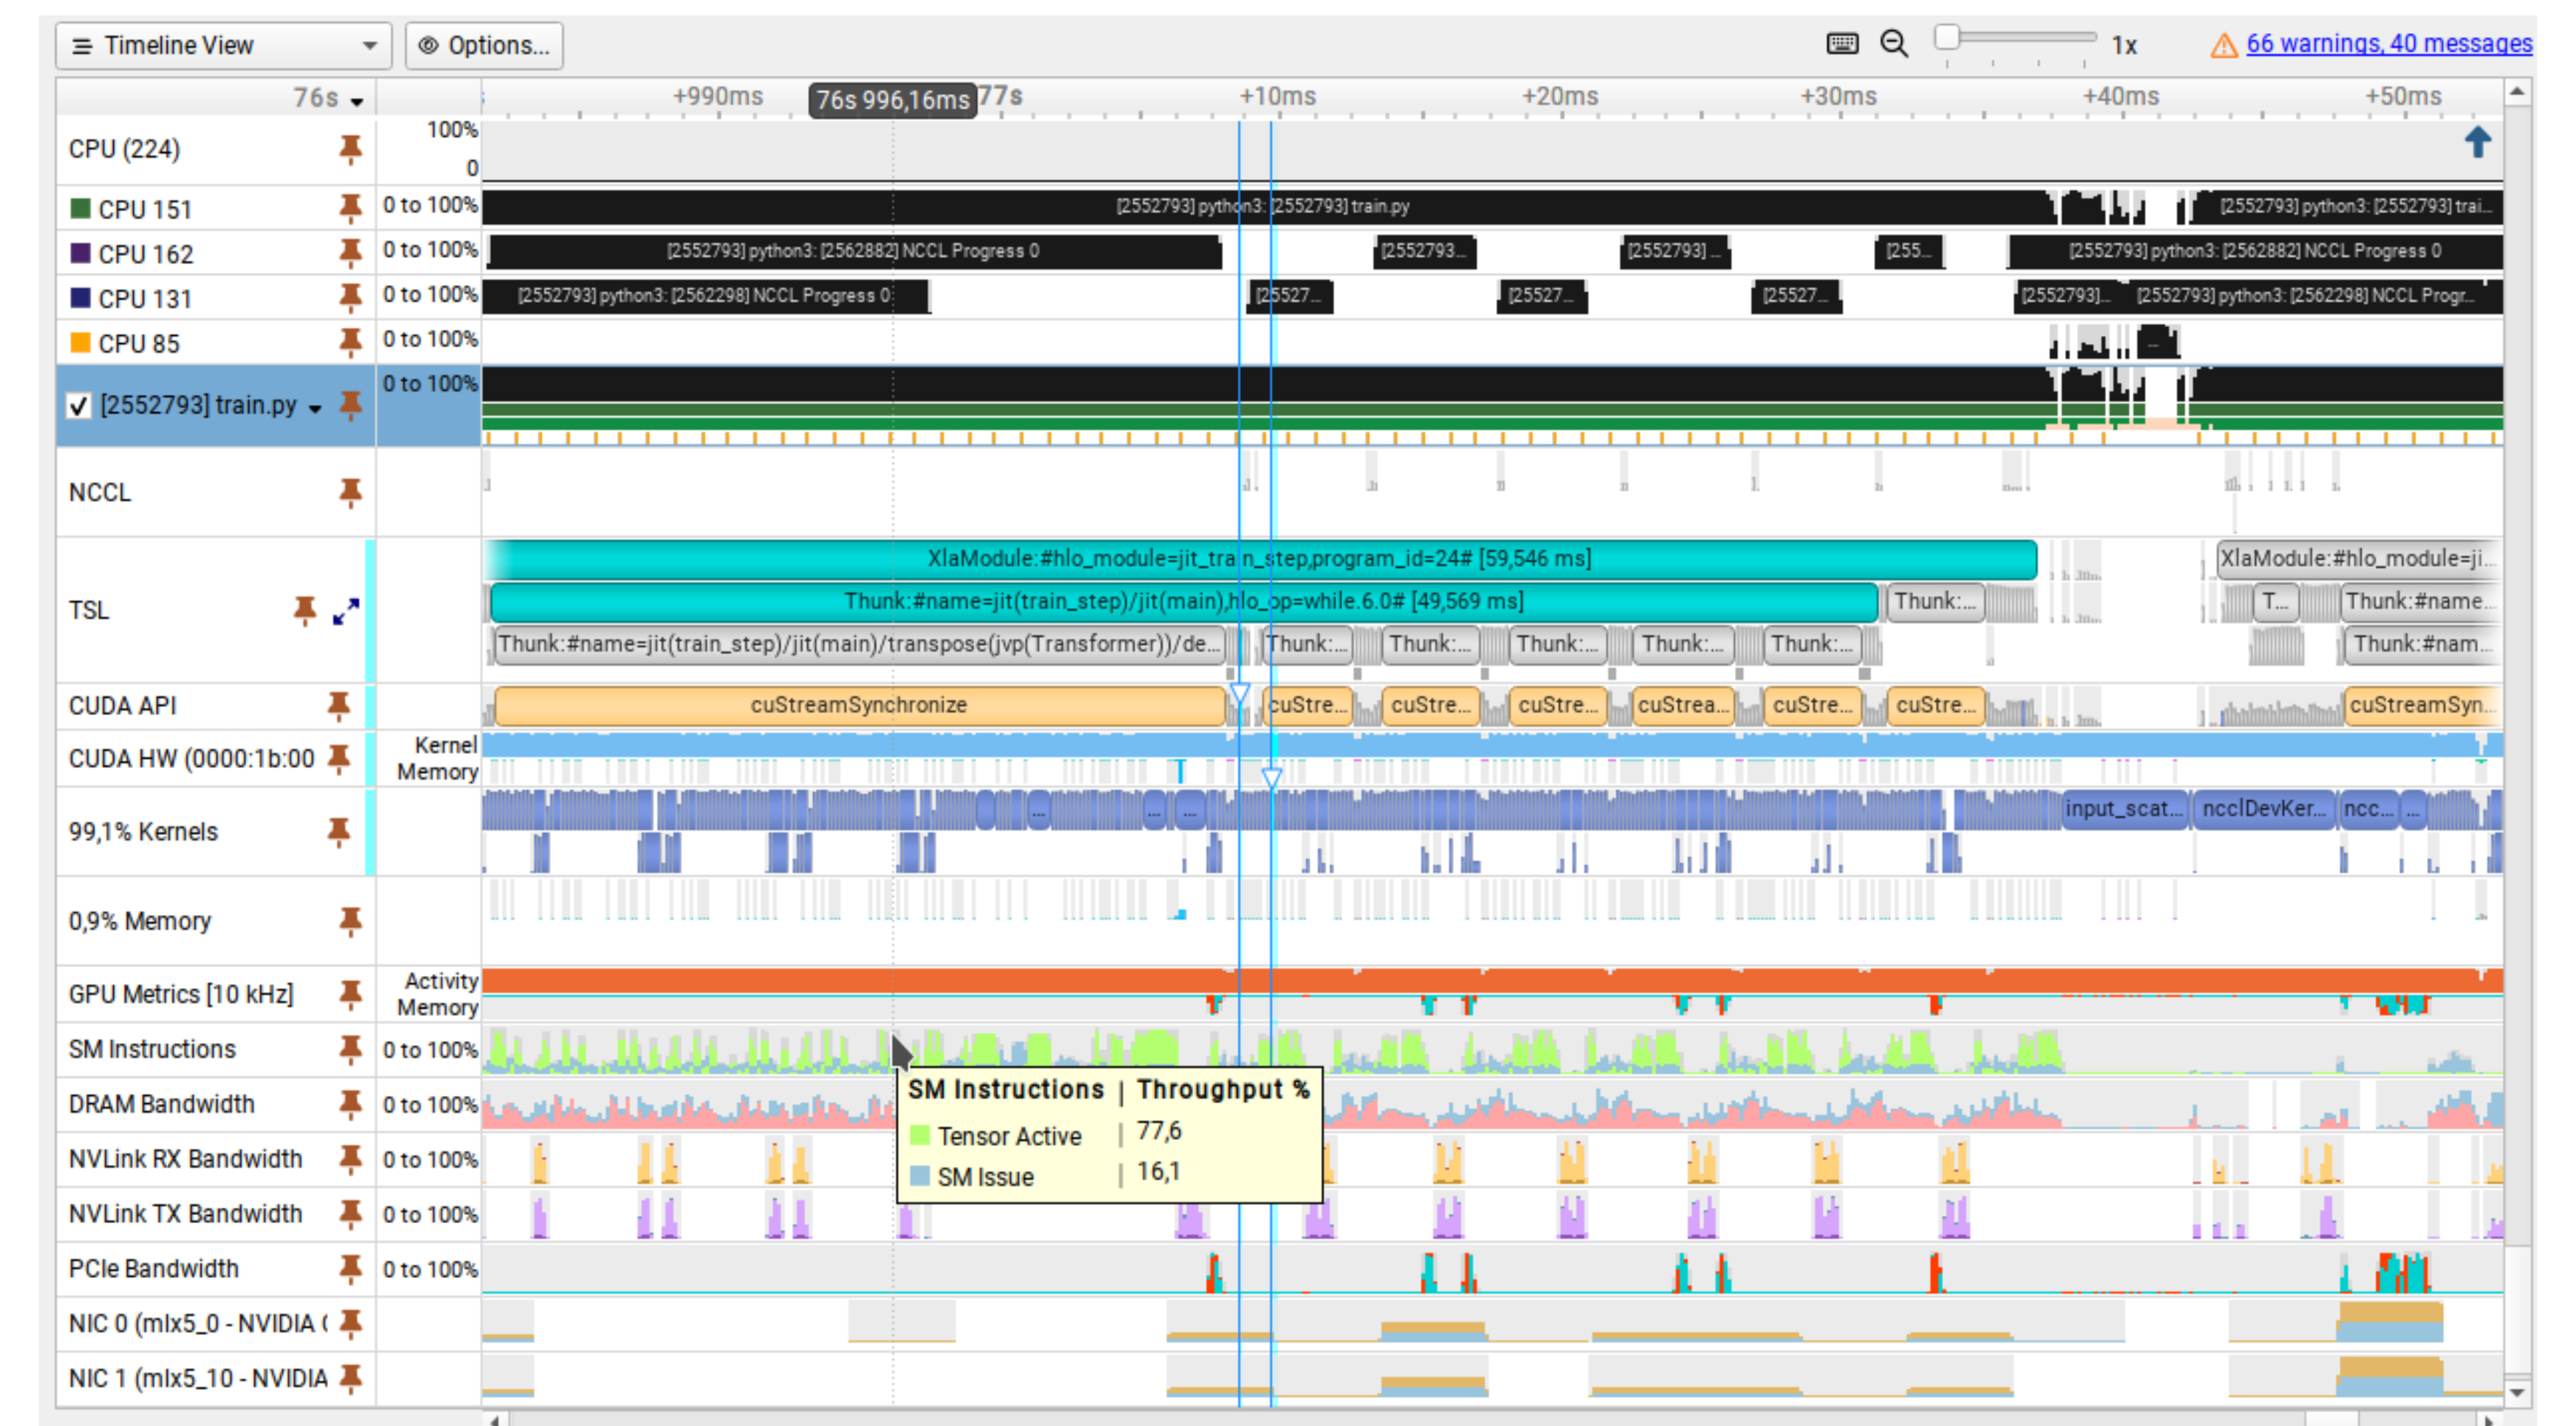 Timeline View Options... 1x 66 warnings, 40 messages
76s +990ms 76s 996,16ms 77s +10ms +20ms +30ms +40ms +50ms
CPU (224) 100%
0
CPU 151 0 to 100% [2552793] python3: [2552793] train.py [2552793] python3: [2552793] trai...
CPU 162 0 to 100% [2552793] python3: [2562882] NCCL Progress 0 [2552793... [2552793] ... [255... [2552793] python3: [2562882] NCCL Progress 0
CPU 131 0 to 100% [2552793] python3: [2562298] NCCL Progress 0 [25527... [25527... [25527... [2552793]... [2552793] python3: [2562298] NCCL Progr...
CPU 85 0 to 100% ...
[2552793] train.py 0 to 100%
NCCL
XlaModule:#hlo_module=jit_train_step,program_id=24# [59,546 ms] XlaModule:#hlo_module=ji...
TSL Thunk:#name=jit(train_step)/jit(main),hlo_op=while.6.0# [49,569 ms] Thunk:... T... Thunk:#name...
Thunk:#name=jit(train_step)/jit(main)/transpose(jvp(Transformer))/de... Thunk:... Thunk:... Thunk:... Thunk:... Thunk:... Thunk:#nam...
CUDA API cuStreamSynchronize cuStre... cuStre... cuStre... cuStrea... cuStre... cuStre... cuStreamSyn...
CUDA HW (0000:1b:00 Kernel
Memory
99,1% Kernels ... ... ... input_scat... ncclDevKer... ncc... ...
0,9% Memory
GPU Metrics [10 kHz] Activity
Memory
SM Instructions 0 to 100%
SM Instructions | Throughput %
DRAM Bandwidth 0 to 100%
Tensor Active | 77,6
NVLink RX Bandwidth 0 to 100%
SM Issue | 16,1
NVLink TX Bandwidth 0 to 100%
PCIe Bandwidth 0 to 100%
NIC 0 (mlx5_0 - NVIDIA (
NIC 1 (mlx5_10 - NVIDIA